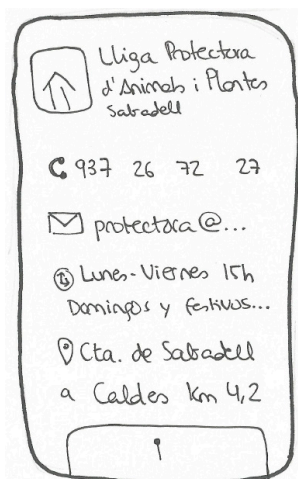 Lliga Protectora
d'Animals i Plantes
Sabadell
937 26 72 27
protectora@...
Lunes-Viernes 15h
Domingos y festivos...
Cta. de Sabadell
a Caldes Km 4,2